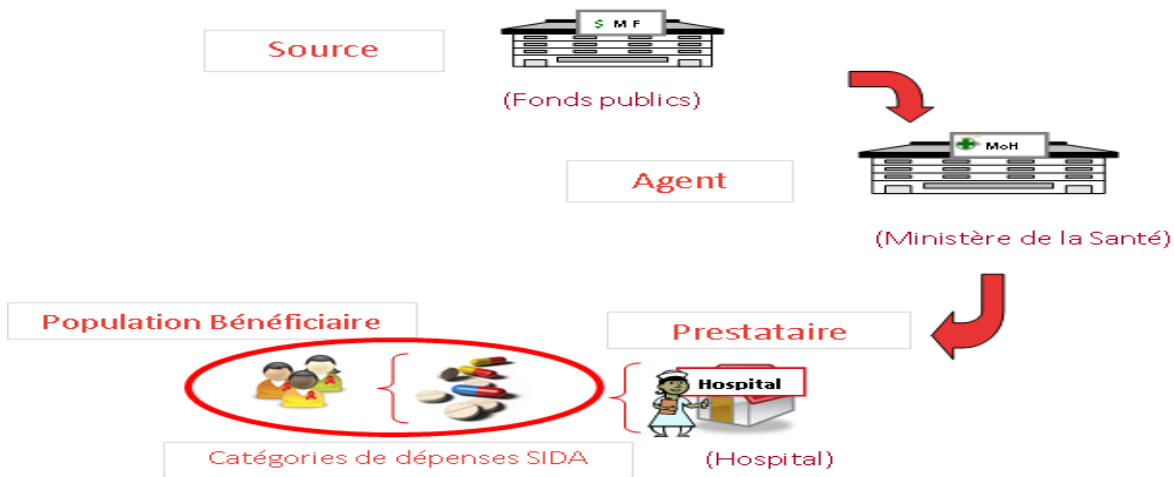 $ M F
Source
(Fonds publics)
MoH
Agent
(Ministère de la Santé)
Population Bénéficiaire
Prestataire
Hospital
Catégories de dépenses SIDA
(Hospital)